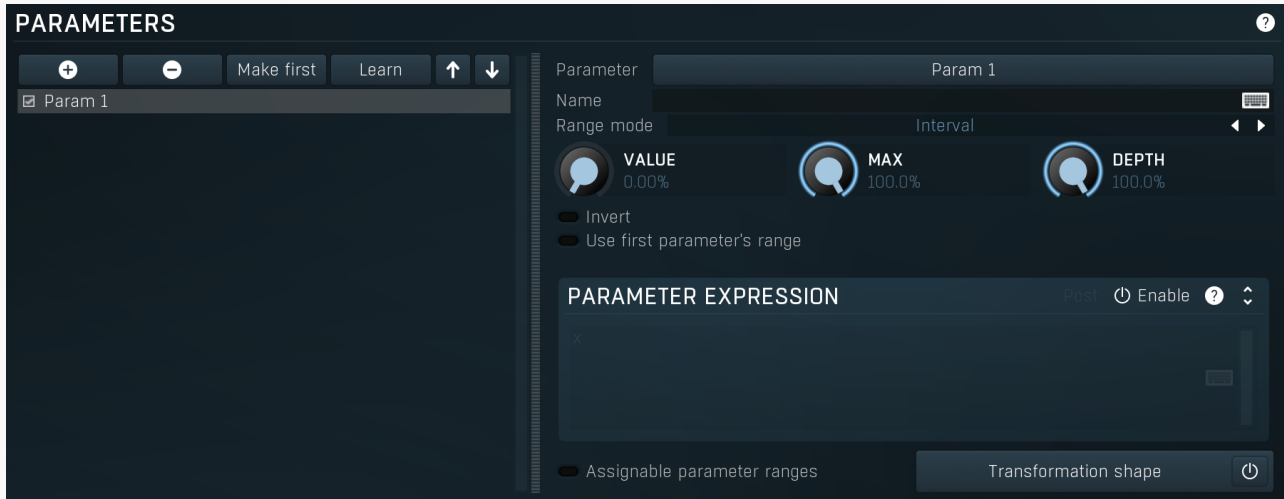 PARAMETERS
?
Make first Learn
Param 1
Parameter Param 1
Name
Range mode Interval
VALUE
0.00%
MAX
100.0%
DEPTH
100.0%
Invert
Use first parameter's range
PARAMETER EXPRESSION Post Enable ?
x
Assignable parameter ranges Transformation shape